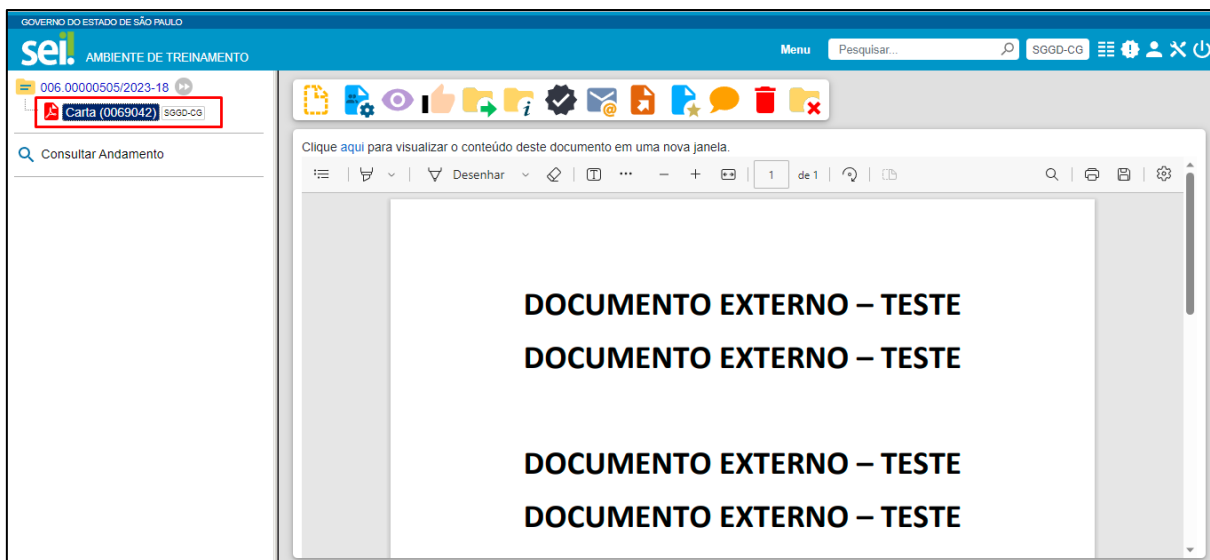 GOVERNO DO ESTADO DE SÃO PAULO
sei! AMBIENTE DE TREINAMENTO
Menu Pesquisar... SGGD-CG
006.00000505/2023-18
Carta (0069042) SGGD-CG
Consultar Andamento
Clique aqui para visualizar o conteúdo deste documento em uma nova janela.
Desenhar 1 de 1
DOCUMENTO EXTERNO – TESTE
DOCUMENTO EXTERNO – TESTE
DOCUMENTO EXTERNO – TESTE
DOCUMENTO EXTERNO – TESTE